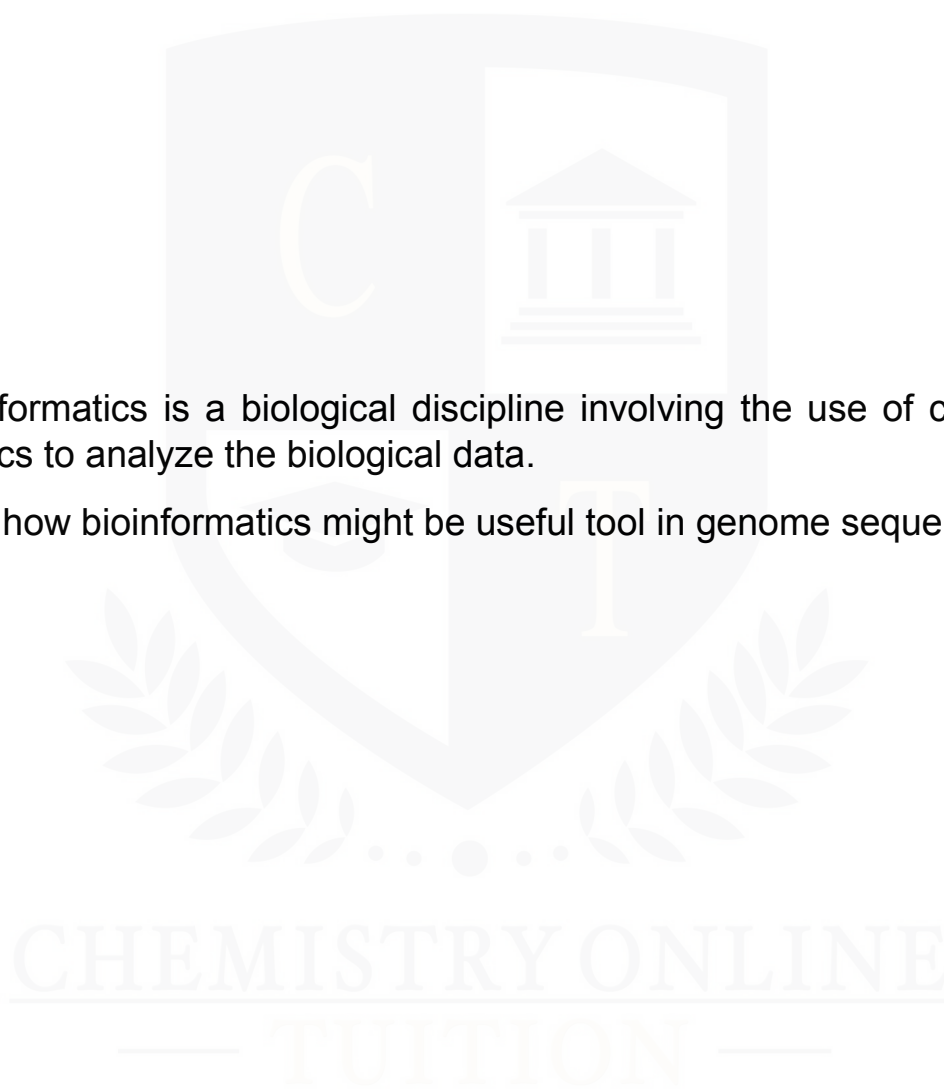 formatics is a biological discipline involving the use of c
cs to analyze the biological data.
how bioinformatics might be useful tool in genome seque
C
T
CHEMISTRY ONLINE
TUITION